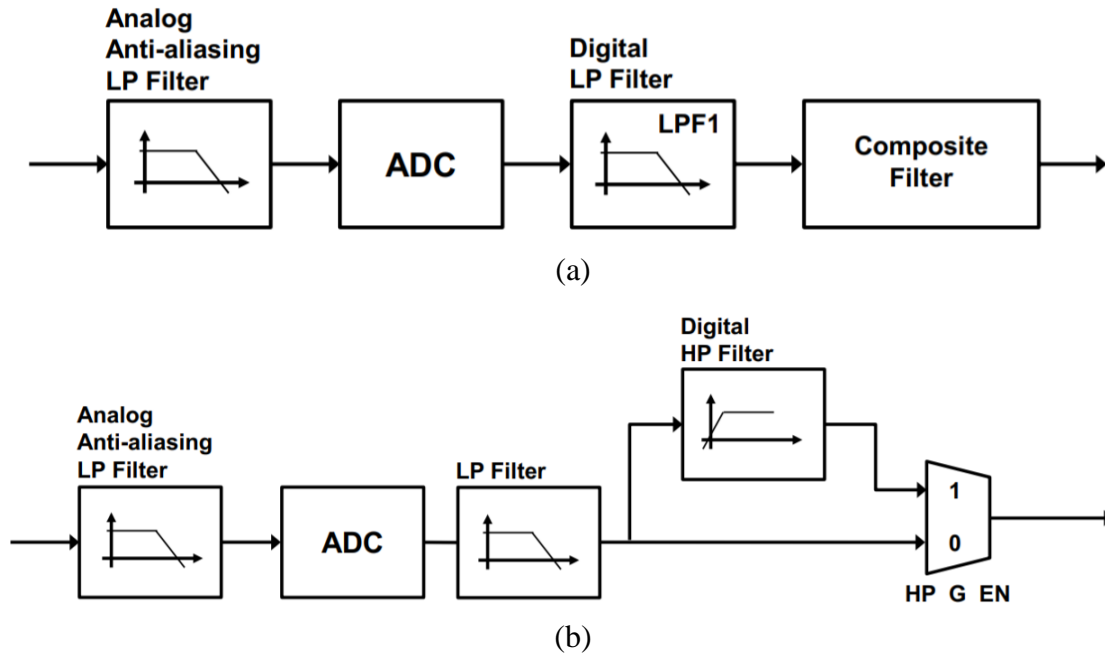 Analog
Anti-aliasing
LP Filter
ADC
Digital
LP Filter
LPF1
Composite
Filter
(a)
Analog
Anti-aliasing
LP Filter
ADC
LP Filter
Digital
HP Filter
1
0
HP G EN
(b)